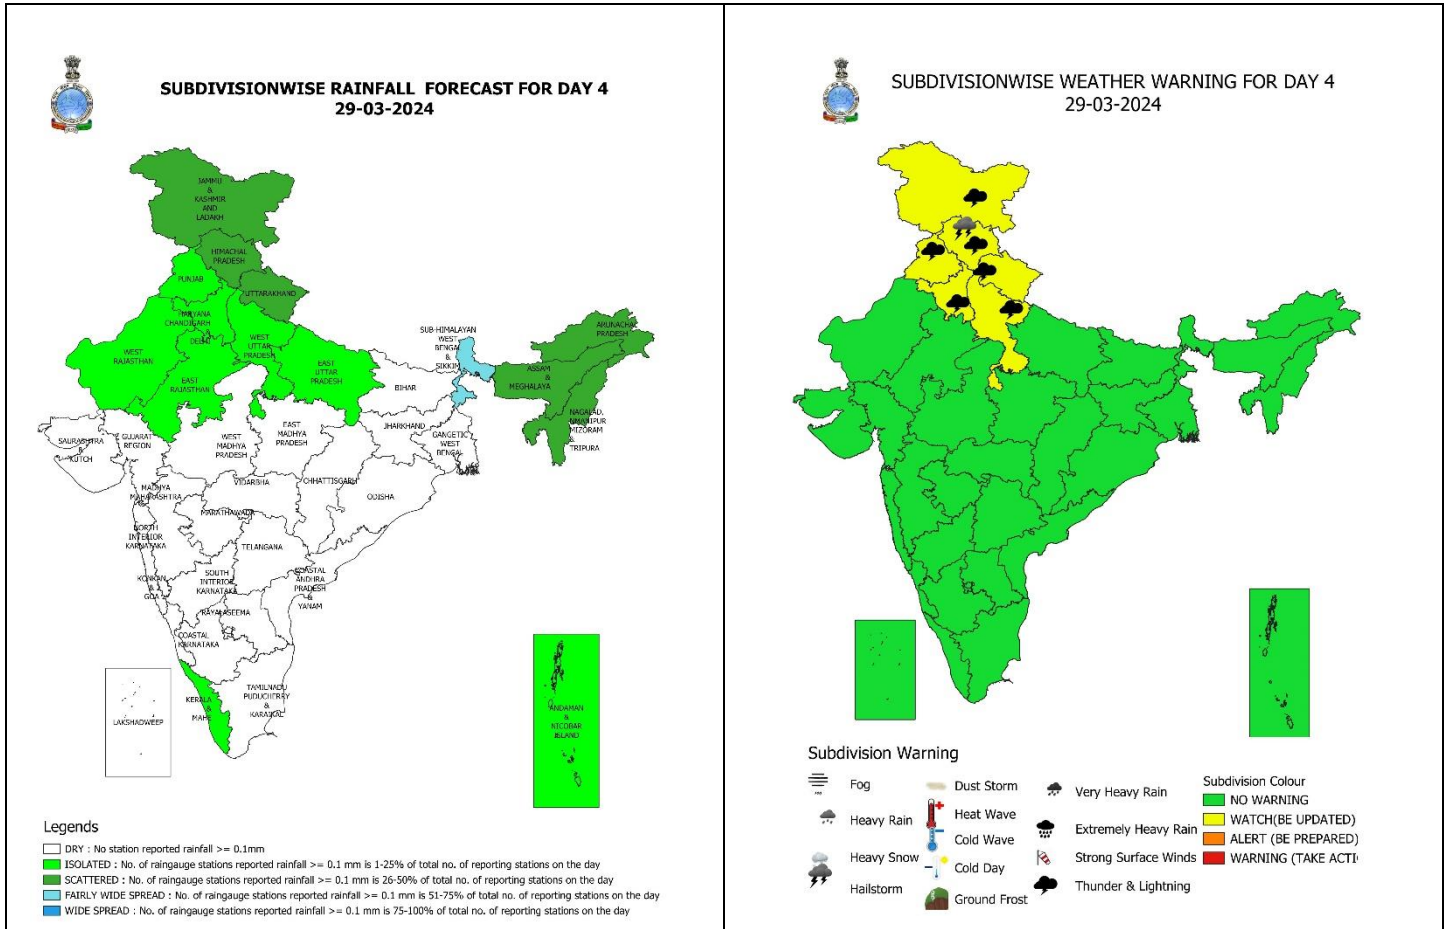 SUBDIVISIONWISE RAINFALL FORECAST FOR DAY 4
29-03-2024
JAMMU
&
KASHMIR
AND
LADAKH
HIMACHAL
PRADESH
PUNJAB
UTTARAKHAND
HARYANA
CHANDIGARH
&
DELHI
WEST
UTTAR
PRADESH
WEST
RAJASTHAN
EAST
RAJASTHAN
EAST
UTTAR
PRADESH
SUB-HIMALAYAN
WEST
BENGAL
&
SIKKIM
ARUNACHAL
PRADESH
ASSAM
&
MEGHALAYA
NAGALAD,
MANIPUR
MIZORAM
&
TRIPURA
BIHAR
JHARKHAND
GANGETIC
WEST
BENGAL
SAURASHTRA
&
KUTCH
GUJARAT
REGION
WEST
MADHYA
PRADESH
EAST
MADHYA
PRADESH
VIDARBHA
CHHATTISGARH
ODISHA
MADHYA
MAHARASHTRA
MARATHAWADA
NORTH
INTERIOR
KARNATAKA
TELANGANA
KONKAN
&
GOA
SOUTH
INTERIOR
KARNATAKA
COASTAL
ANDHRA
PRADESH
&
YANAM
RAYALASEEMA
COASTAL
KARNATAKA
KERALA
&
MAHE
TAMILNADU
PUDUCHERRY
&
KARAIKAL
LAKSHADWEEP
ANDAMAN
&
NICOBAR
ISLAND
Legends
DRY : No station reported rainfall >= 0.1mm
ISOLATED : No. of raingauge stations reported rainfall >= 0.1 mm is 1-25% of total no. of reporting stations on the day
SCATTERED : No. of raingauge stations reported rainfall >= 0.1 mm is 26-50% of total no. of reporting stations on the day
FAIRLY WIDE SPREAD : No. of raingauge stations reported rainfall >= 0.1 mm is 51-75% of total no. of reporting stations on the day
WIDE SPREAD : No. of raingauge stations reported rainfall >= 0.1 mm is 75-100% of total no. of reporting stations on the day
SUBDIVISIONWISE WEATHER WARNING FOR DAY 4
29-03-2024
Subdivision Warning
Fog
Heavy Rain
Heavy Snow
Hailstorm
Dust Storm
Heat Wave
Cold Wave
Cold Day
Ground Frost
Very Heavy Rain
Extremely Heavy Rain
Strong Surface Winds
Thunder & Lightning
Subdivision Colour
NO WARNING
WATCH(BE UPDATED)
ALERT (BE PREPARED)
WARNING (TAKE ACTI